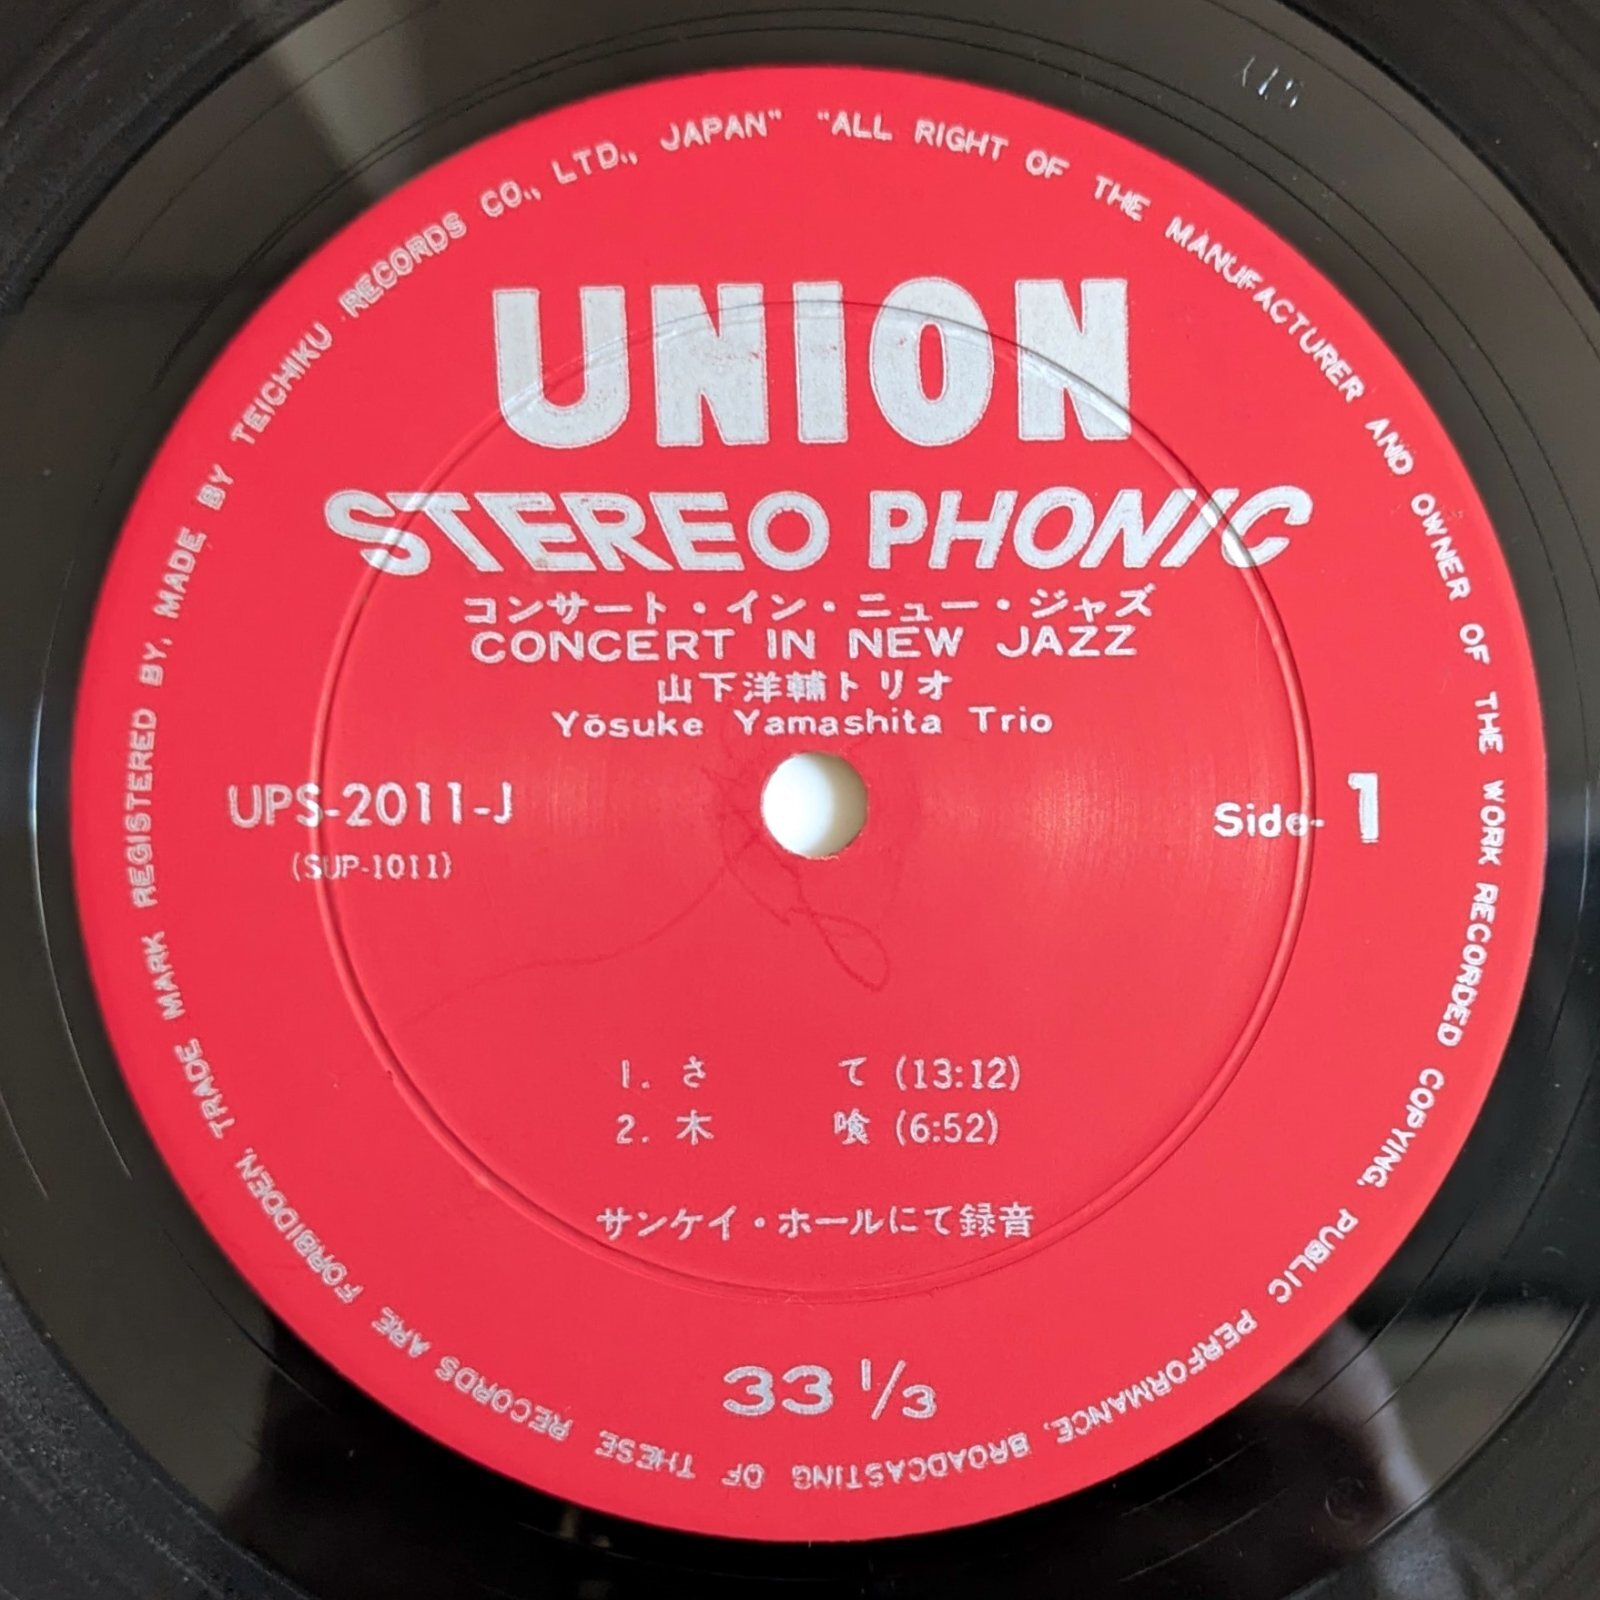 "ALL RIGHT OF THE MANUFACTURER AND OWNER OF THE WORK RECORDED COPYING, PUBLIC PERFORMANCE, BROADCASTING OF THESE RECORDS ARE FORBIDDEN, TRADE MARK REGISTERED BY, MADE BY TEICHIKU RECORDS CO., LTD., JAPAN"
UNION
STEREO PHONIC
コンサート・イン・ニュー・ジャズ
CONCERT IN NEW JAZZ
山下洋輔トリオ
Yōsuke Yamashita Trio
UPS-2011-J
Side-1
(SUP-1011)
1. さ て (13:12)
2. 木 喰 (6:52)
サンケイ・ホールにて録音
33 1/3